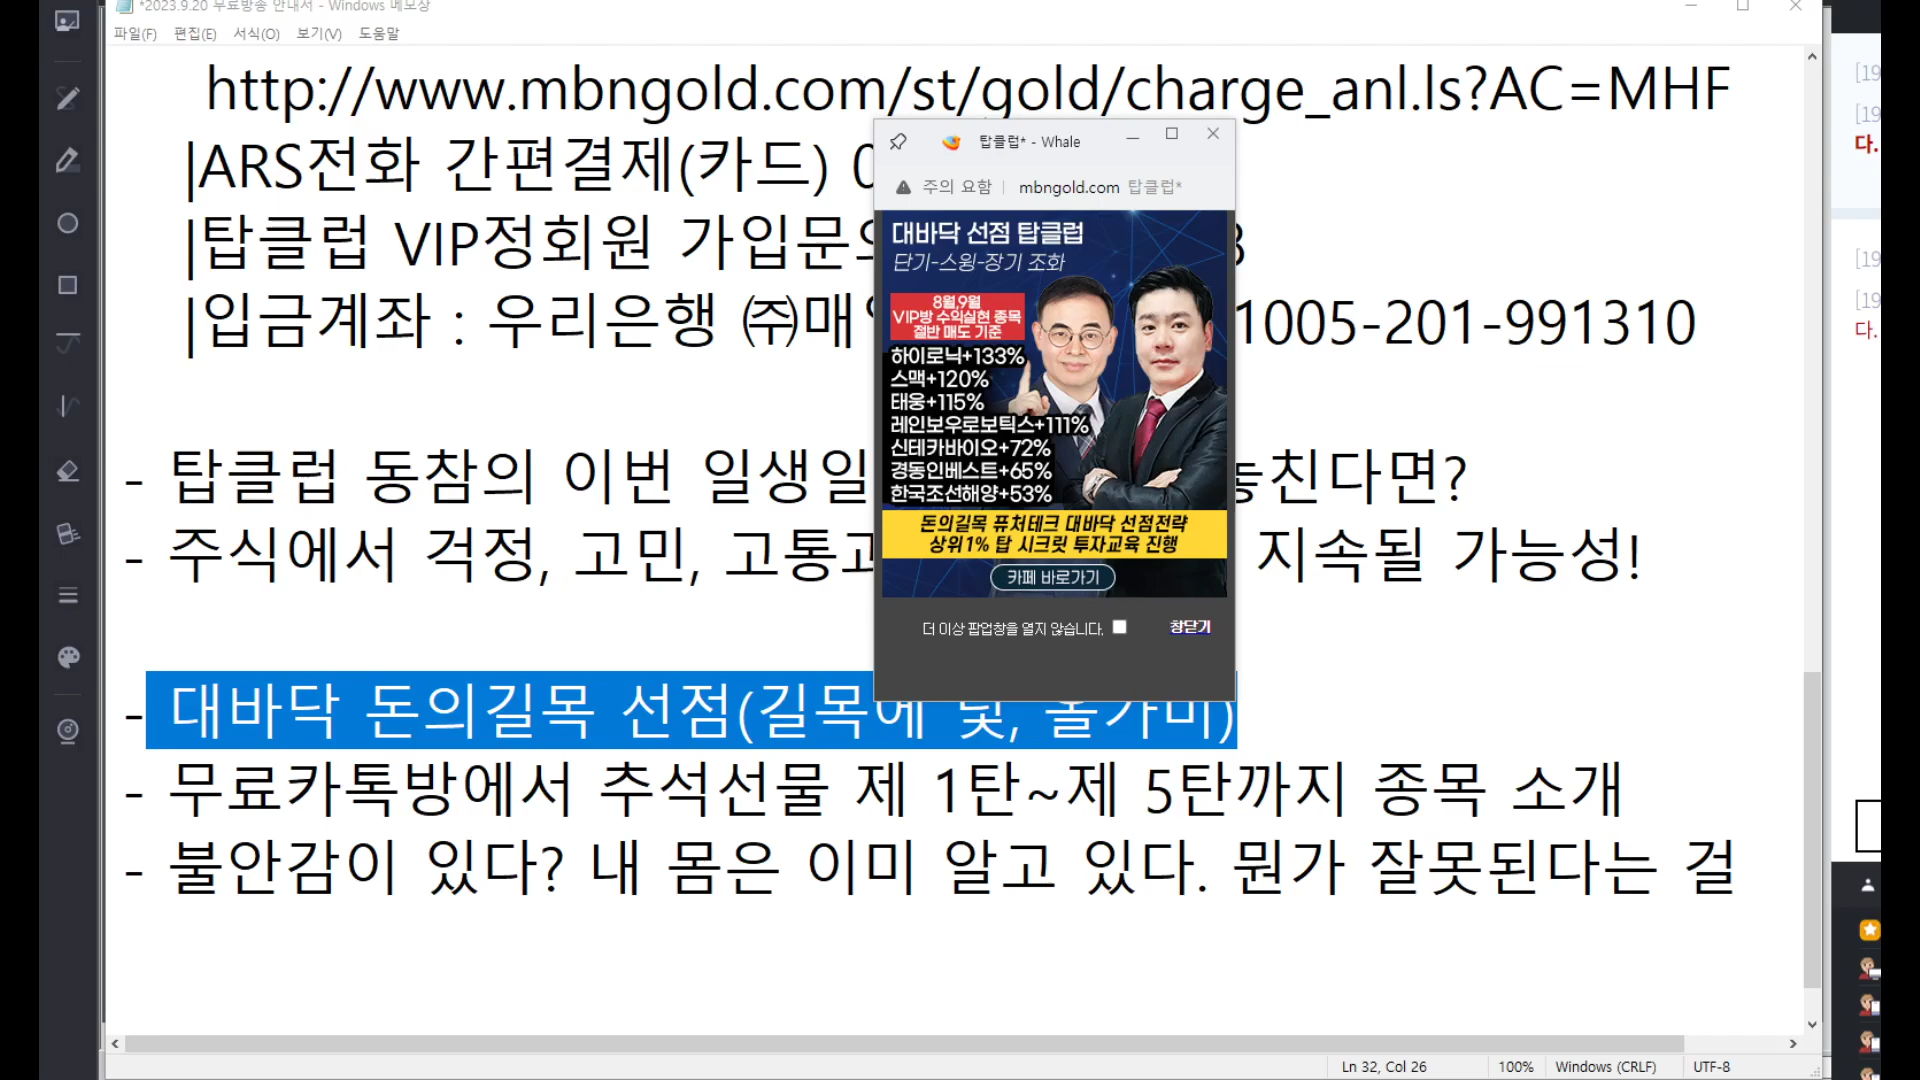 *2023.9.20 무료방송 안내서 - Windows 메모장
파일(F) 편집(E) 서식(O) 보기(V) 도움말
http://www.mbngold.com/st/gold/charge_anl.ls?AC=MHF
|ARS전화 간편결제(카드) 0
|탑클럽 VIP정회원 가입문의
|입금계좌 : 우리은행 ㈜매 1005-201-991310
- 탑클럽 동참의 이번 일생일 놓친다면?
- 주식에서 걱정, 고민, 고통과 지속될 가능성!
- 대바닥 돈의길목 선점(길목에 덫, 올가미)
- 무료카톡방에서 추석선물 제 1탄~제 5탄까지 종목 소개
- 불안감이 있다? 내 몸은 이미 알고 있다. 뭔가 잘못된다는 걸
탑클럽* - Whale
주의 요함 | mbngold.com 탑클럽*
대바닥 선점 탑클럽
단기-스윙-장기 조화
8월,9월
VIP방 수익실현 종목
절반 매도 기준
하이로닉+133%
스맥+120%
태웅+115%
레인보우로보틱스+111%
신테카바이오+72%
경동인베스트+65%
한국조선해양+53%
돈의길목 퓨처테크 대바닥 선점전략
상위1% 탑 시크릿 투자교육 진행
카페 바로가기
더 이상 팝업창을 열지 않습니다.
창닫기
[19
[19
다.
[19
[19
다.
Ln 32, Col 26 100% Windows (CRLF) UTF-8